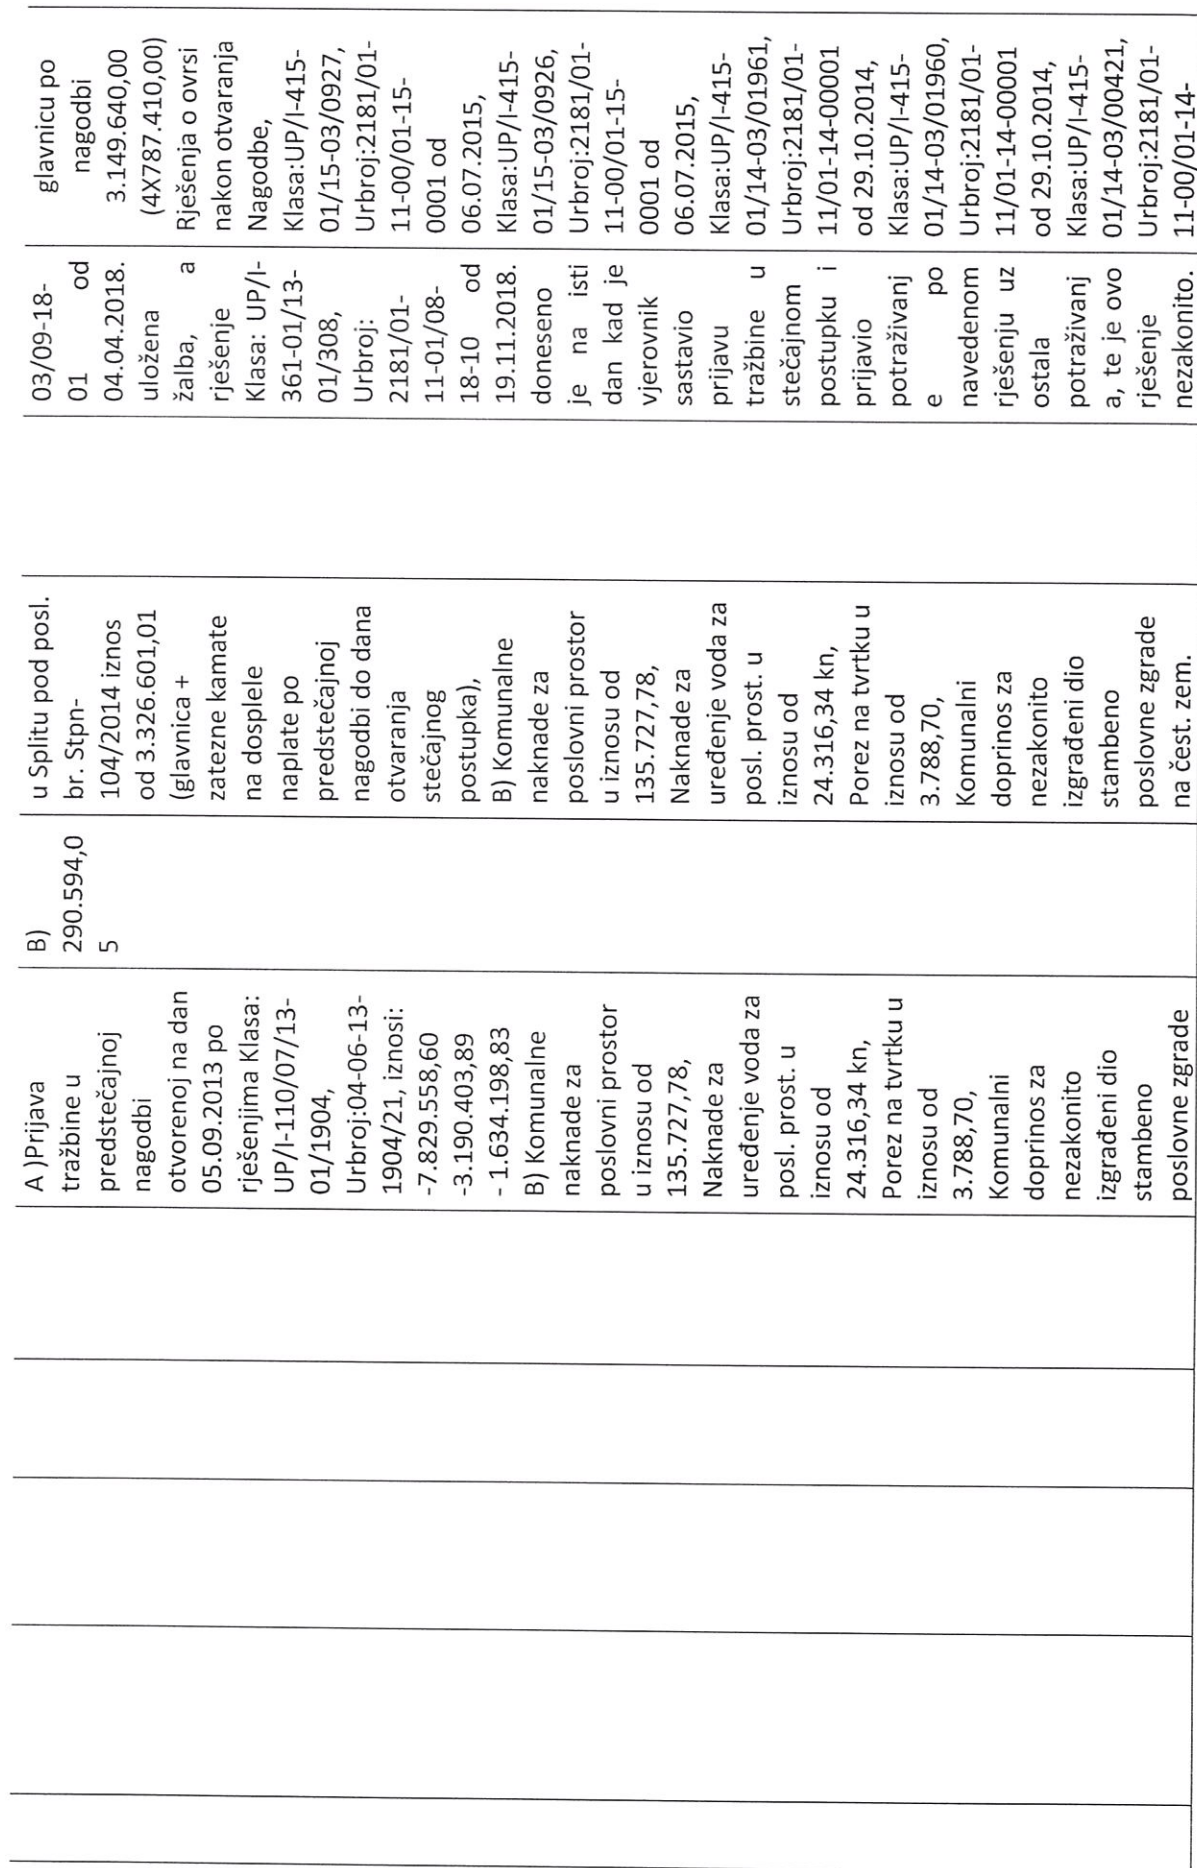 A )Prijava
tražbine u
predstečajnoj
nagodbi
otvorenoj na dan
05.09.2013 po
rješenjima Klasa:
UP/I-110/07/13-
01/1904,
Urbroj:04-06-13-
1904/21, iznosi:
-7.829.558,60
-3.190.403,89
- 1.634.198,83
B) Komunalne
naknade za
poslovni prostor
u iznosu od
135.727,78,
Naknade za
uređenje voda za
posl. prost. u
iznosu od
24.316,34 kn,
Porez na tvrtku u
iznosu od
3.788,70,
Komunalni
doprinos za
nezakonito
izgrađeni dio
stambeno
poslovne zgrade
B)
290.594,0
5
u Splitu pod posl.
br. Stpn-
104/2014 iznos
od 3.326.601,01
(glavnica +
zatezne kamate
na dosplele
naplate po
predstečajnoj
nagodbi do dana
otvaranja
stečajnog
postupka),
B) Komunalne
naknade za
poslovni prostor
u iznosu od
135.727,78,
Naknade za
uređenje voda za
posl. prost. u
iznosu od
24.316,34 kn,
Porez na tvrtku u
iznosu od
3.788,70,
Komunalni
doprinos za
nezakonito
izgrađeni dio
stambeno
poslovne zgrade
na čest. zem.
03/09-18-
01 od
04.04.2018.
uložena
žalba, a
rješenje
Klasa: UP/I-
361-01/13-
01/308,
Urbroj:
2181/01-
11-01/08-
18-10 od
19.11.2018.
doneseno
je na isti
dan kad je
vjerovnik
sastavio
prijavu
tražbine u
stečajnom
postupku i
prijavio
potraživanj
e po
navedenom
rješenju uz
ostala
potraživanj
a, te je ovo
rješenje
nezakonito.
glavnicu po
nagodbi
3.149.640,00
(4X787.410,00)
Rješenja o ovrsi
nakon otvaranja
Nagodbe,
Klasa:UP/I-415-
01/15-03/0927,
Urbroj:2181/01-
11-00/01-15-
0001 od
06.07.2015,
Klasa:UP/I-415-
01/15-03/0926,
Urbroj:2181/01-
11-00/01-15-
0001 od
06.07.2015,
Klasa:UP/I-415-
01/14-03/01961,
Urbroj:2181/01-
11/01-14-00001
od 29.10.2014,
Klasa:UP/I-415-
01/14-03/01960,
Urbroj:2181/01-
11/01-14-00001
od 29.10.2014,
Klasa:UP/I-415-
01/14-03/00421,
Urbroj:2181/01-
11-00/01-14-